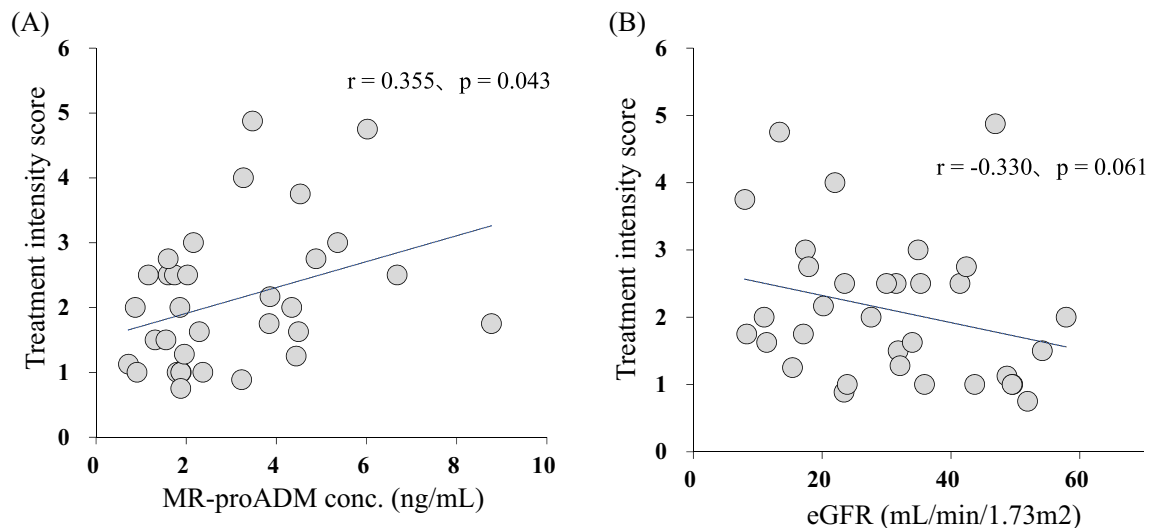 (A)
6
5
4
3
2
1
0
Treatment intensity score
r = 0.355、p = 0.043
0 2 4 6 8 10
MR-proADM conc. (ng/mL)
(B)
6
5
4
3
2
1
0
Treatment intensity score
r = -0.330、p = 0.061
0 20 40 60
eGFR (mL/min/1.73m2)